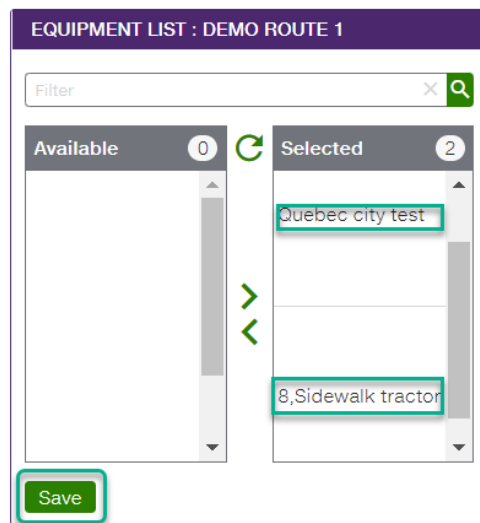 EQUIPMENT LIST : DEMO ROUTE 1
Filter
Available 0
Selected 2
Quebec city test
8,Sidewalk tractor
Save